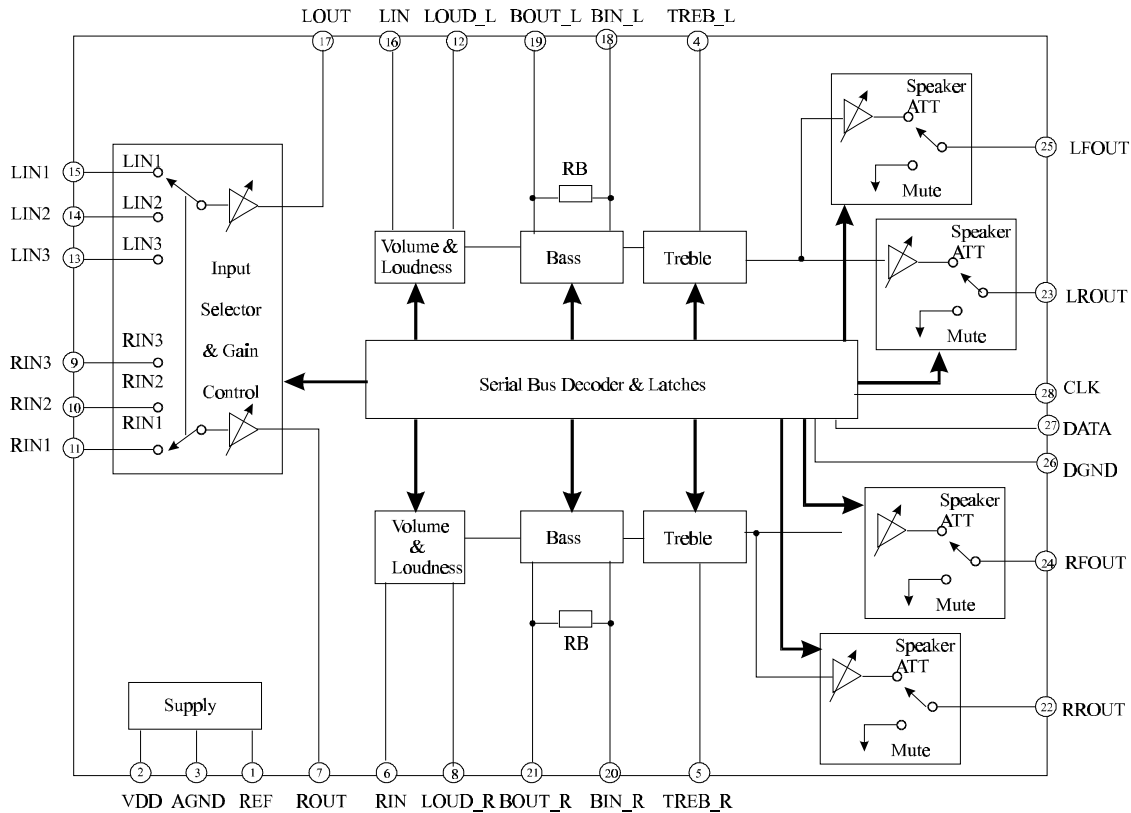 LOUT LIN LOUD_L BOUT_L BIN_L TREB_L
17 16 12 19 18 4
Speaker
ATT
Mute
25 LFOUT
LIN1 15 LIN1
LIN2 14 LIN2
LIN3 13 LIN3
Input
Selector
& Gain
Control
RIN3 9 RIN3
RIN2 10 RIN2
RIN1 11 RIN1
RB
Volume &
Loudness
Bass
Treble
Speaker
ATT
Mute
23 LROUT
Serial Bus Decoder & Latches
28 CLK
27 DATA
26 DGND
Volume
&
Loudness
Bass
Treble
RB
Speaker
ATT
Mute
24 RFOUT
Speaker
ATT
Mute
22 RROUT
Supply
2 3 1 7 6 8 21 20 5
VDD AGND REF ROUT RIN LOUD_R BOUT_R BIN_R TREB_R